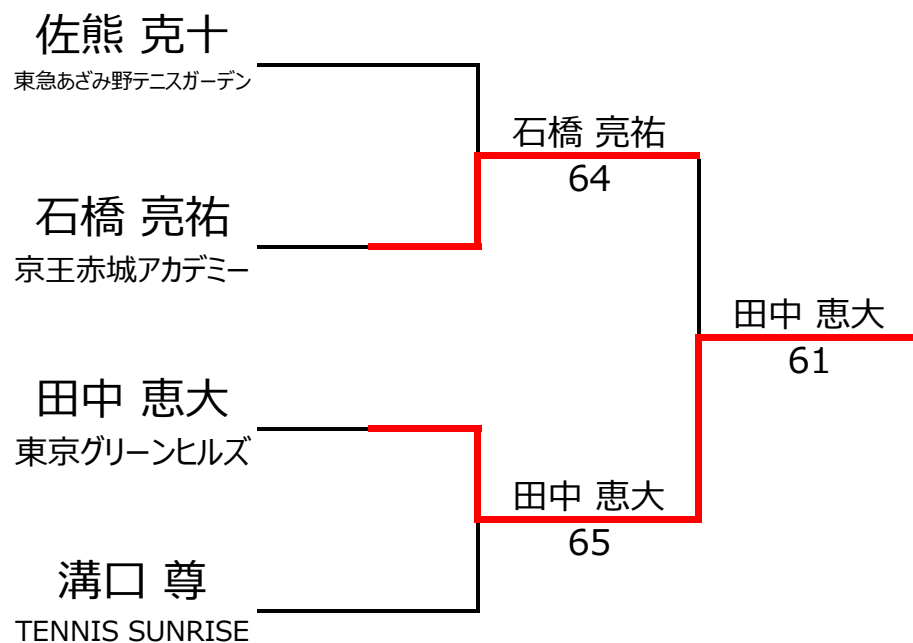 佐熊 克十
東急あざみ野テニスガーデン
石橋 亮祐
64
石橋 亮祐
京王赤城アカデミー
田中 恵大
61
田中 恵大
東京グリーンヒルズ
田中 恵大
65
溝口 尊
TENNIS SUNRISE